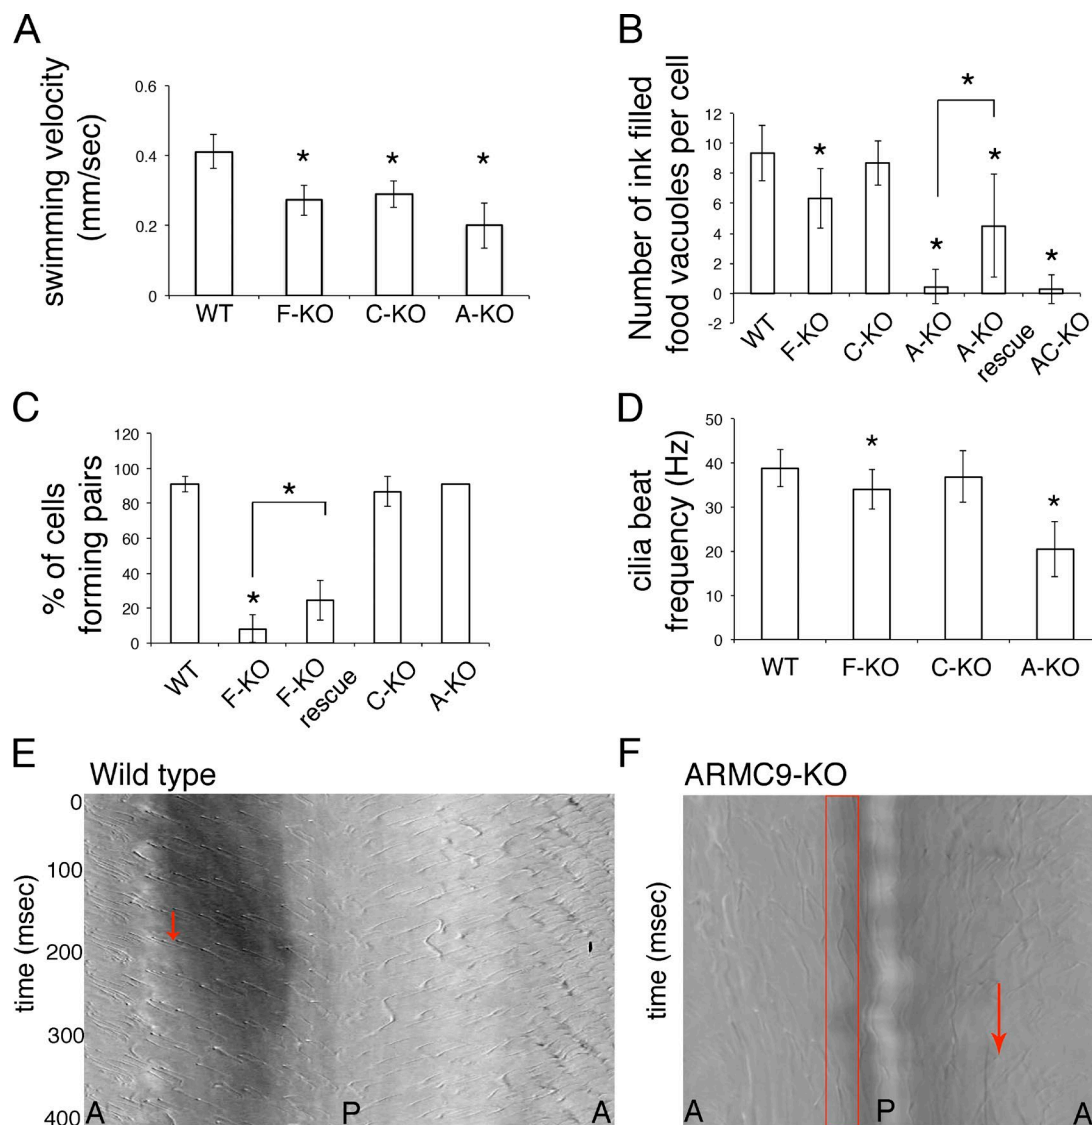 A
swimming velocity
(mm/sec)
0.6
0.4
0.2
0
*
*
*
WT
F-KO
C-KO
A-KO
B
Number of ink filled
food vacuoles per cell
12
10
8
6
4
2
0
-2
*
*
*
*
*
WT
F-KO
C-KO
A-KO
A-KO
rescue
AC-KO
C
% of cells
forming pairs
120
100
80
60
40
20
0
*
*
WT
F-KO
F-KO
rescue
C-KO
A-KO
D
cilia beat
frequency (Hz)
50
40
30
20
10
0
*
*
WT
F-KO
C-KO
A-KO
E
Wild type
time (msec)
0
100
200
300
400
A
P
A
F
ARMC9-KO
time (msec)
A
P
A